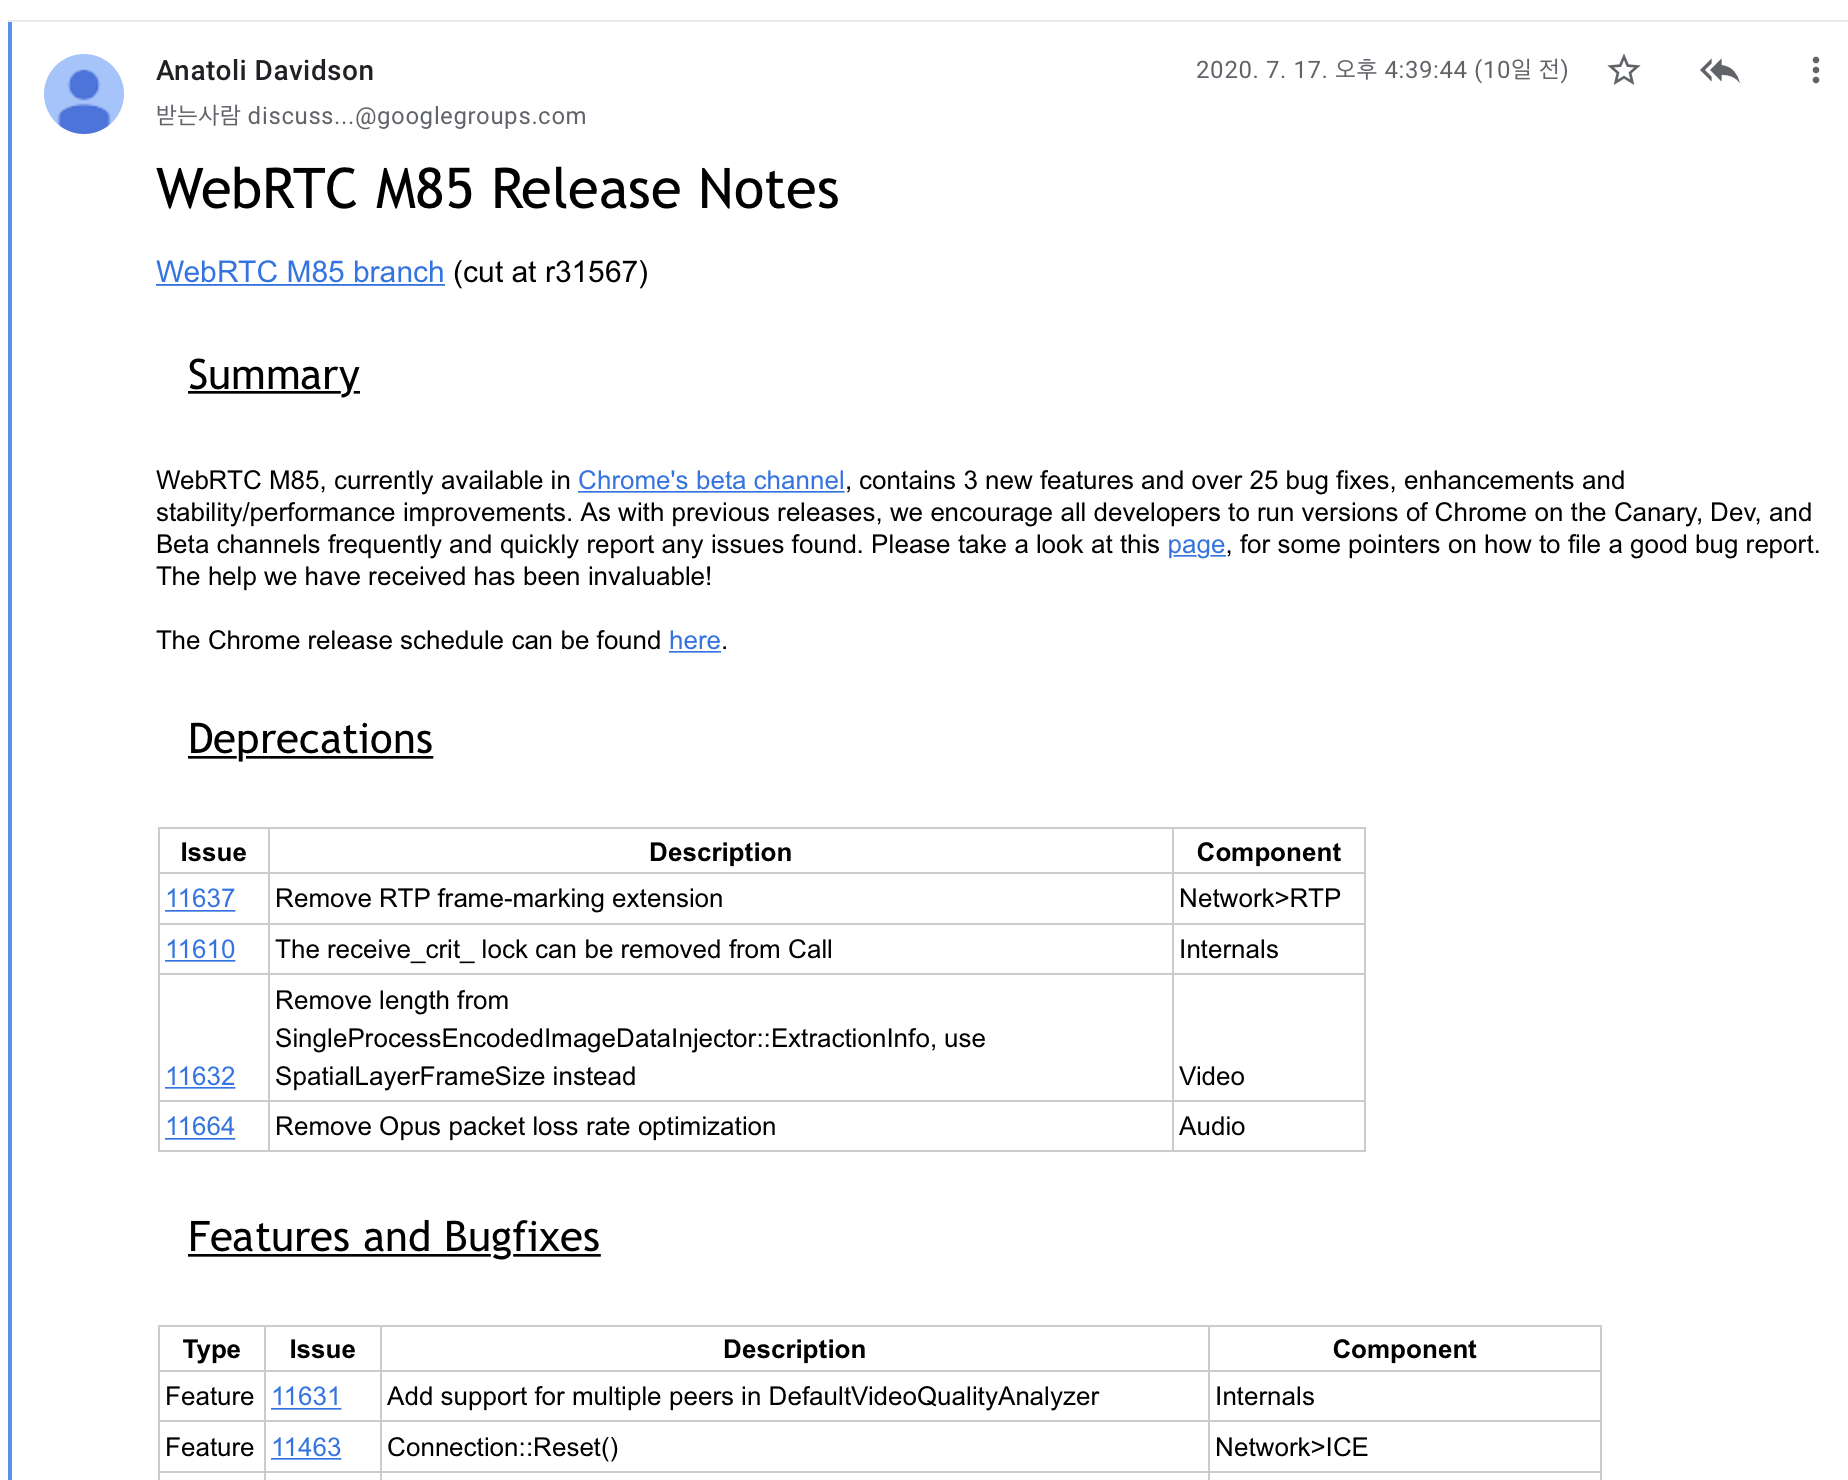 Anatoli Davidson
2020. 7. 17. 오후 4:39:44 (10일 전)
받는사람 discuss...@googlegroups.com
WebRTC M85 Release Notes
WebRTC M85 branch (cut at r31567)
Summary
WebRTC M85, currently available in Chrome's beta channel, contains 3 new features and over 25 bug fixes, enhancements and
stability/performance improvements. As with previous releases, we encourage all developers to run versions of Chrome on the Canary, Dev, and
Beta channels frequently and quickly report any issues found. Please take a look at this page, for some pointers on how to file a good bug report.
The help we have received has been invaluable!
The Chrome release schedule can be found here.
Deprecations
Issue Description Component
11637 Remove RTP frame-marking extension Network>RTP
11610 The receive_crit_ lock can be removed from Call Internals
Remove length from
SingleProcessEncodedImageDataInjector::ExtractionInfo, use
11632 SpatialLayerFrameSize instead Video
11664 Remove Opus packet loss rate optimization Audio
Features and Bugfixes
Type Issue Description Component
Feature 11631 Add support for multiple peers in DefaultVideoQualityAnalyzer Internals
Feature 11463 Connection::Reset() Network>ICE